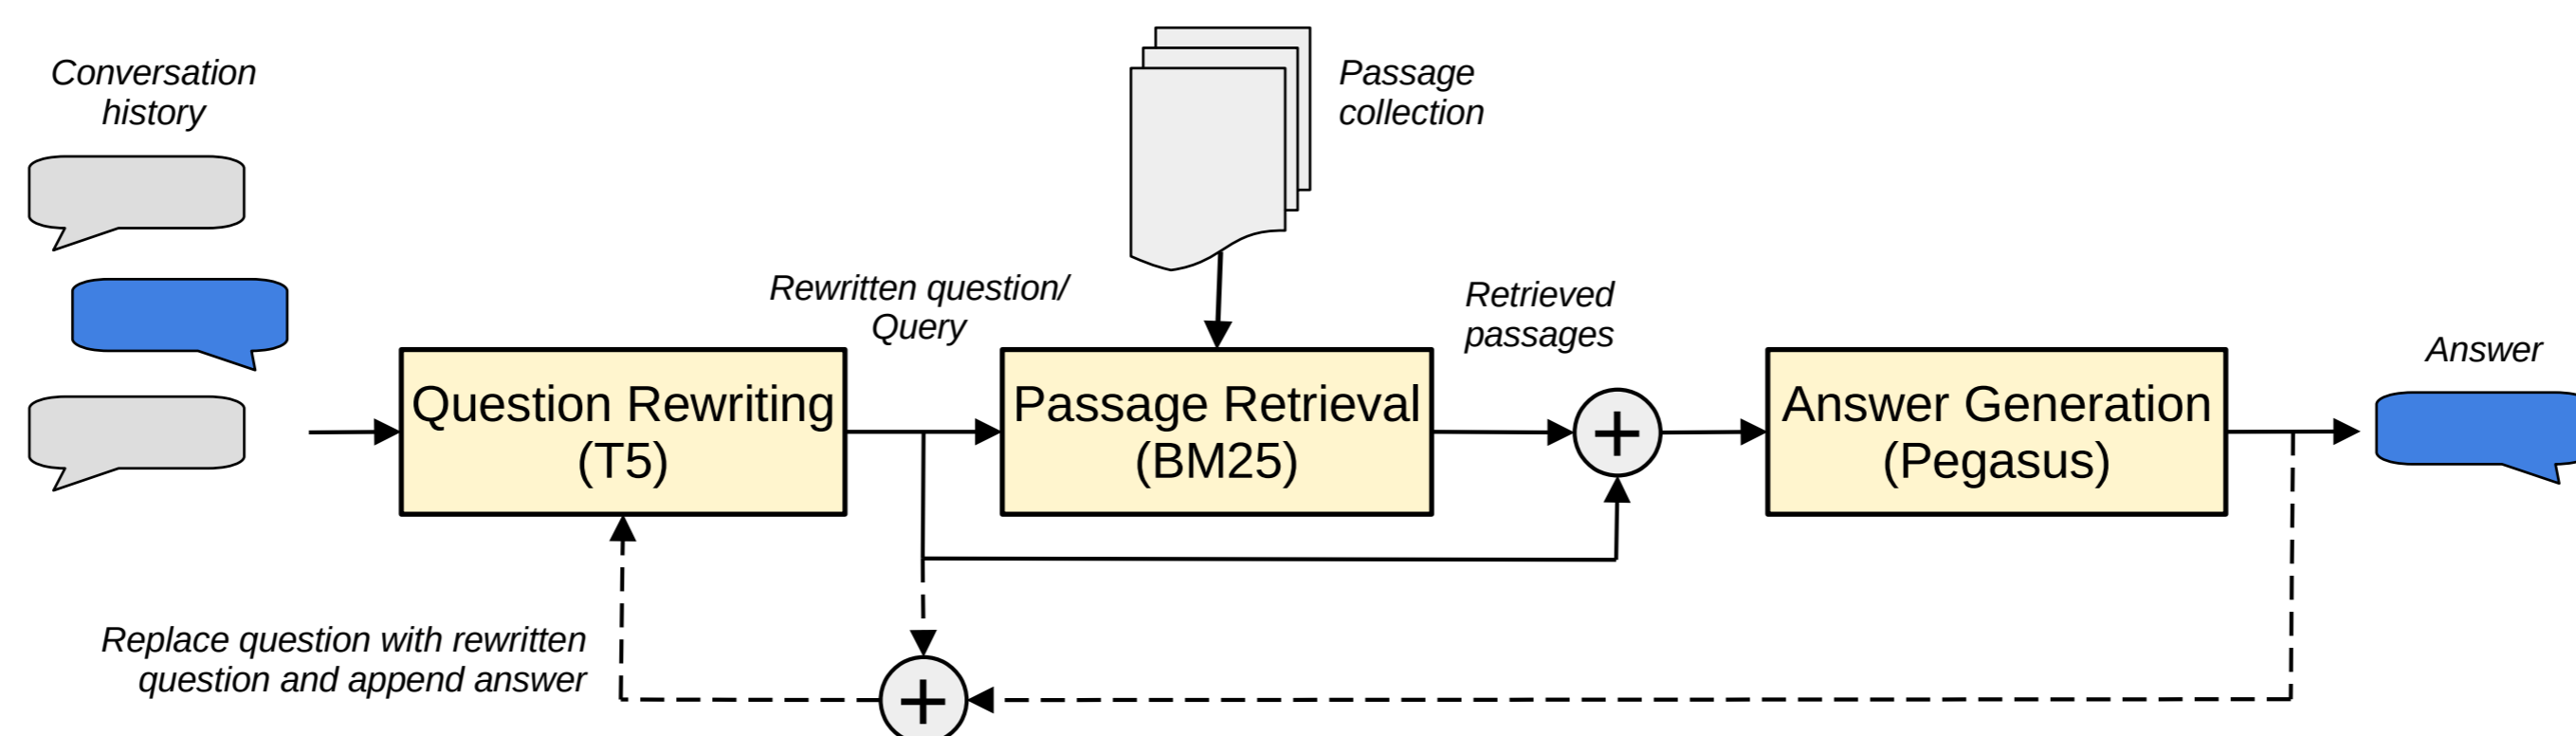 Conversation
history
Passage
collection
Rewritten question/
Query
Retrieved
passages
Answer
Question Rewriting
(T5)
Passage Retrieval
(BM25)
+
Answer Generation
(Pegasus)
Replace question with rewritten
question and append answer
+